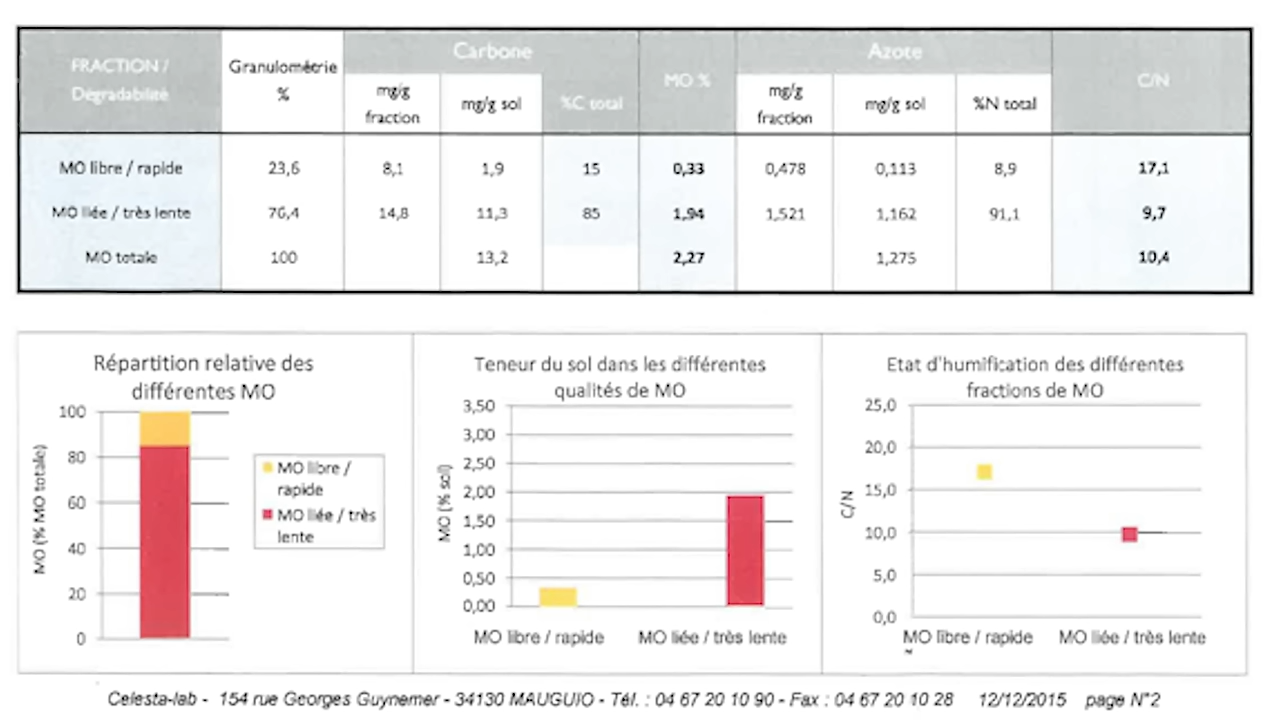 FRACTION / Dégradabilité Granulométrie % Carbone MO % Azote C/N
mg/g fraction mg/g sol %C total mg/g fraction mg/g sol %N total
MO libre / rapide 23,6 8,1 1,9 15 0,33 0,478 0,113 8,9 17,1
MO liée / très lente 76,4 14,8 11,3 85 1,94 1,521 1,162 91,1 9,7
MO totale 100 13,2 2,27 1,275 10,4
Répartition relative des
différentes MO
MO (% MO totale)
100
80
60
40
20
0
MO libre /
rapide
MO liée / très
lente
Teneur du sol dans les différentes
qualités de MO
MO (% sol)
3,50
3,00
2,50
2,00
1,50
1,00
0,50
0,00
MO libre / rapide MO liée / très lente
Etat d'humification des différentes
fractions de MO
C/N
25,0
20,0
15,0
10,0
5,0
0,0
MO libre / rapide MO liée / très lente
Celesta-lab - 154 rue Georges Guynemer - 34130 MAUGUIO - Tél. : 04 67 20 10 90 - Fax : 04 67 20 10 28 12/12/2015 page N°2